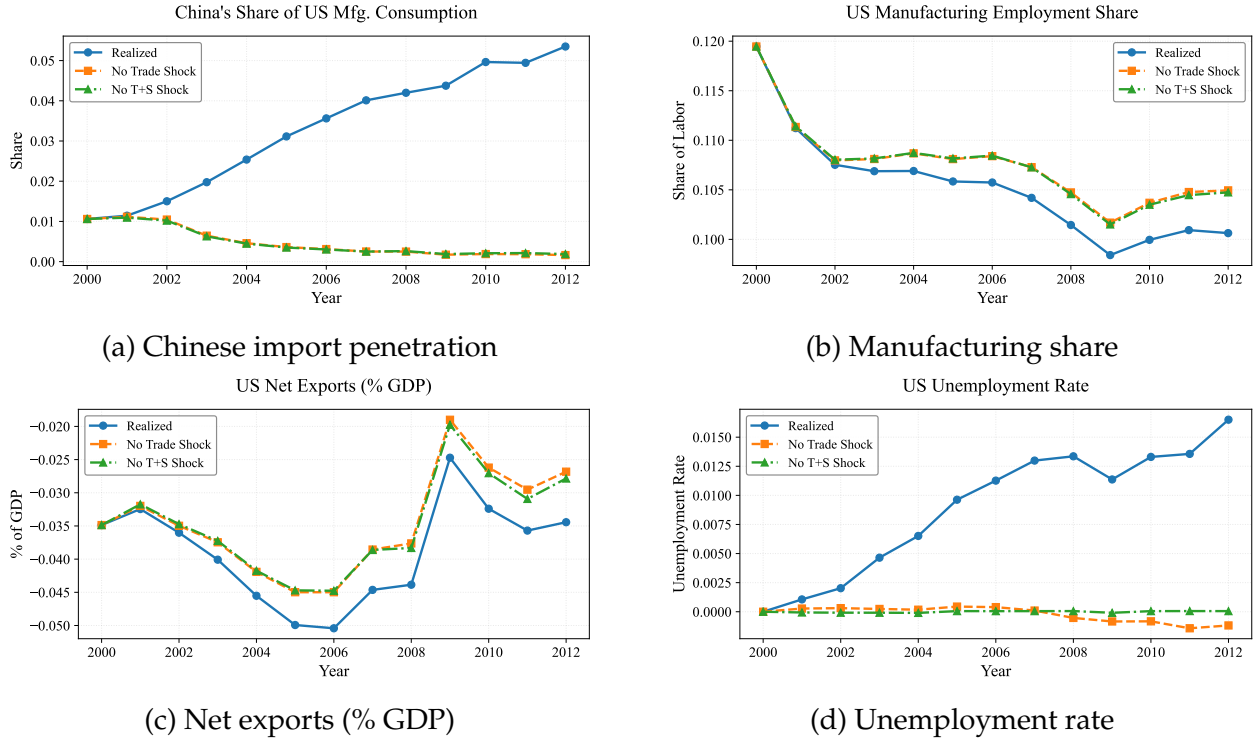 China's Share of US Mfg. Consumption
Realized
No Trade Shock
No T+S Shock
0.05
0.04
0.03
0.02
0.01
0.00
Share
2000 2002 2004 2006 2008 2010 2012
Year
(a) Chinese import penetration
US Manufacturing Employment Share
Realized
No Trade Shock
No T+S Shock
0.120
0.115
0.110
0.105
0.100
Share of Labor
2000 2002 2004 2006 2008 2010 2012
Year
(b) Manufacturing share
US Net Exports (% GDP)
Realized
No Trade Shock
No T+S Shock
−0.020
−0.025
−0.030
−0.035
−0.040
−0.045
−0.050
% of GDP
2000 2002 2004 2006 2008 2010 2012
Year
(c) Net exports (% GDP)
US Unemployment Rate
Realized
No Trade Shock
No T+S Shock
0.0150
0.0125
0.0100
0.0075
0.0050
0.0025
0.0000
Unemployment Rate
2000 2002 2004 2006 2008 2010 2012
Year
(d) Unemployment rate